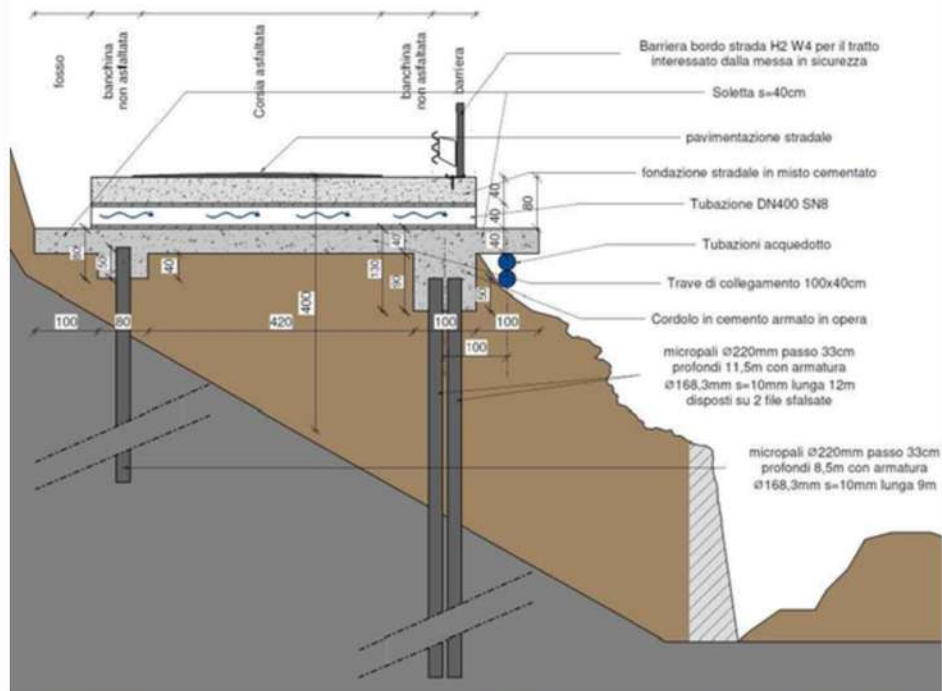 fosso
banchina
non asfaltata
Corsia asfaltata
banchina
non asfaltata
barriera
Barriera bordo strada H2 W4 per il tratto
interessato dalla messa in sicurezza
Soletta s=40cm
pavimentazione stradale
fondazione stradale in misto cementato
Tubazione DN400 SN8
Tubazioni acquedotto
Trave di collegamento 100x40cm
Cordolo in cemento armato in opera
micropali Ø220mm passo 33cm
profondi 11,5m con armatura
Ø168,3mm s=10mm lunga 12m
disposti su 2 file sfalsate
micropali Ø220mm passo 33cm
profondi 8,5m con armatura
Ø168,3mm s=10mm lunga 9m
40
80
40
40
50
40
130
40
90
50
400
100
80
420
100
100
100